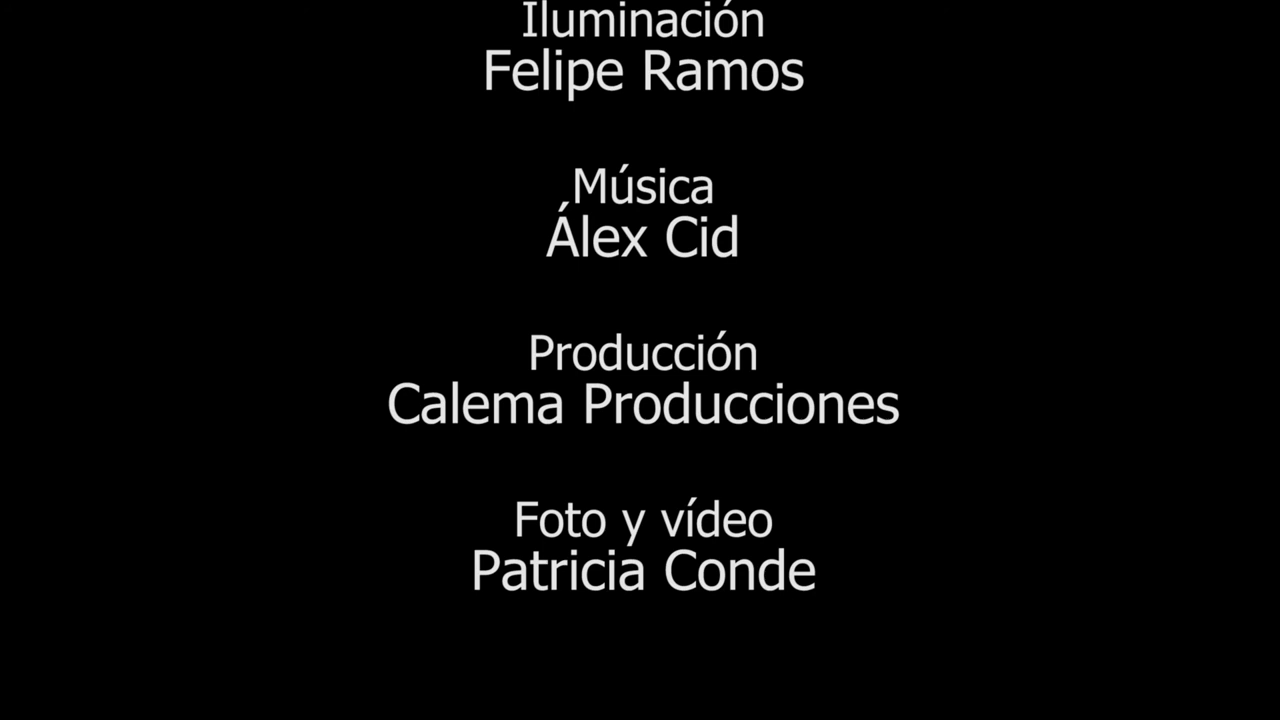 Iluminación
Felipe Ramos
Música
Álex Cid
Producción
Calema Producciones
Foto y vídeo
Patricia Conde